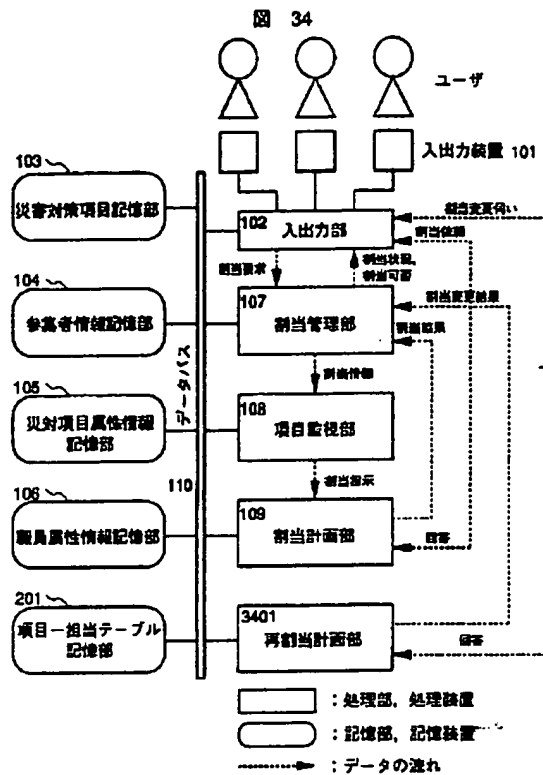 図 34
ユーザ
入出力装置 101
103
災害対策項目記憶部
102
入出力部
割当変更伺い
割当依頼
割当要求
割当状況,
割当可否
104
参集者情報記憶部
107
割当管理部
割当変更結果
割当結果
データバス
割当情報
105
災対項目属性情報
記憶部
108
項目監視部
110
割当指示
106
職員属性情報記憶部
109
割当計画部
回答
201
項目ー担当テーブル
記憶部
3401
再割当計画部
回答
：処理部，処理装置
：記憶部，記憶装置
：データの流れ